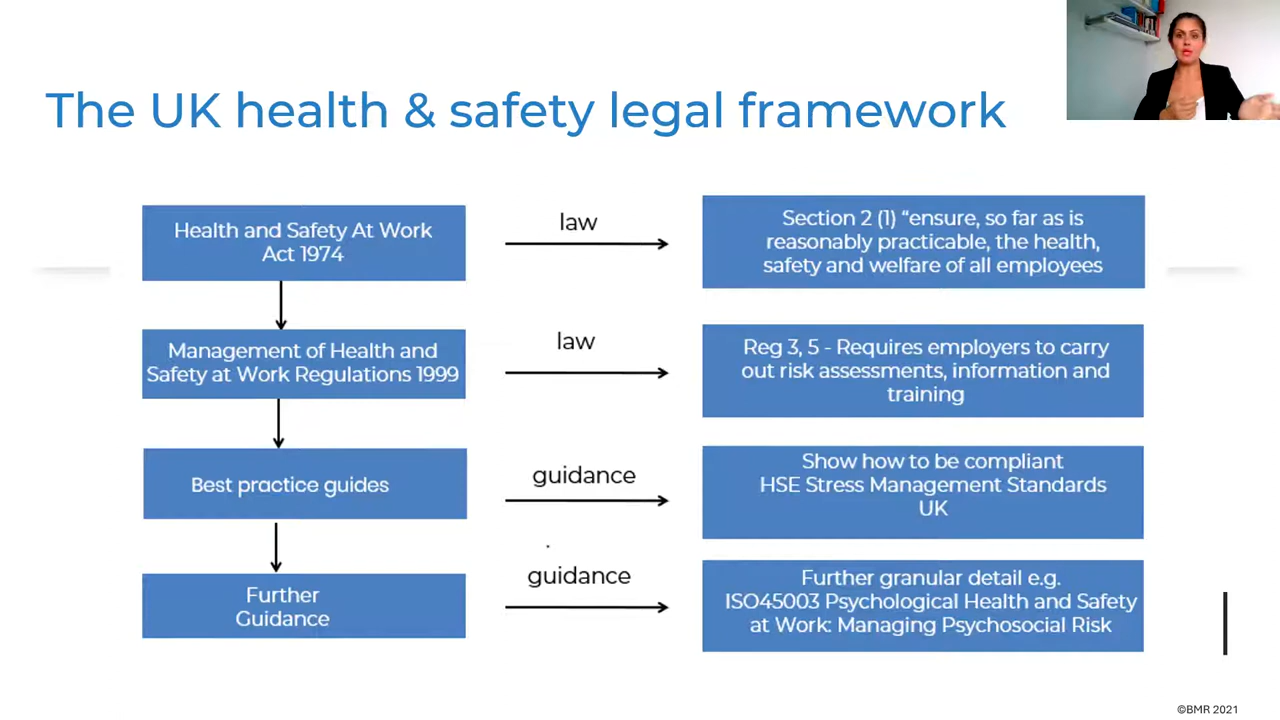 The UK health & safety legal framework
Health and Safety At Work
Act 1974
law
Section 2 (1) “ensure, so far as is
reasonably practicable, the health,
safety and welfare of all employees
Management of Health and
Safety at Work Regulations 1999
law
Reg 3, 5 - Requires employers to carry
out risk assessments, information and
training
Best practice guides
guidance
Show how to be compliant
HSE Stress Management Standards
UK
Further
Guidance
guidance
Further granular detail e.g.
ISO45003 Psychological Health and Safety
at Work: Managing Psychosocial Risk
©BMR 2021